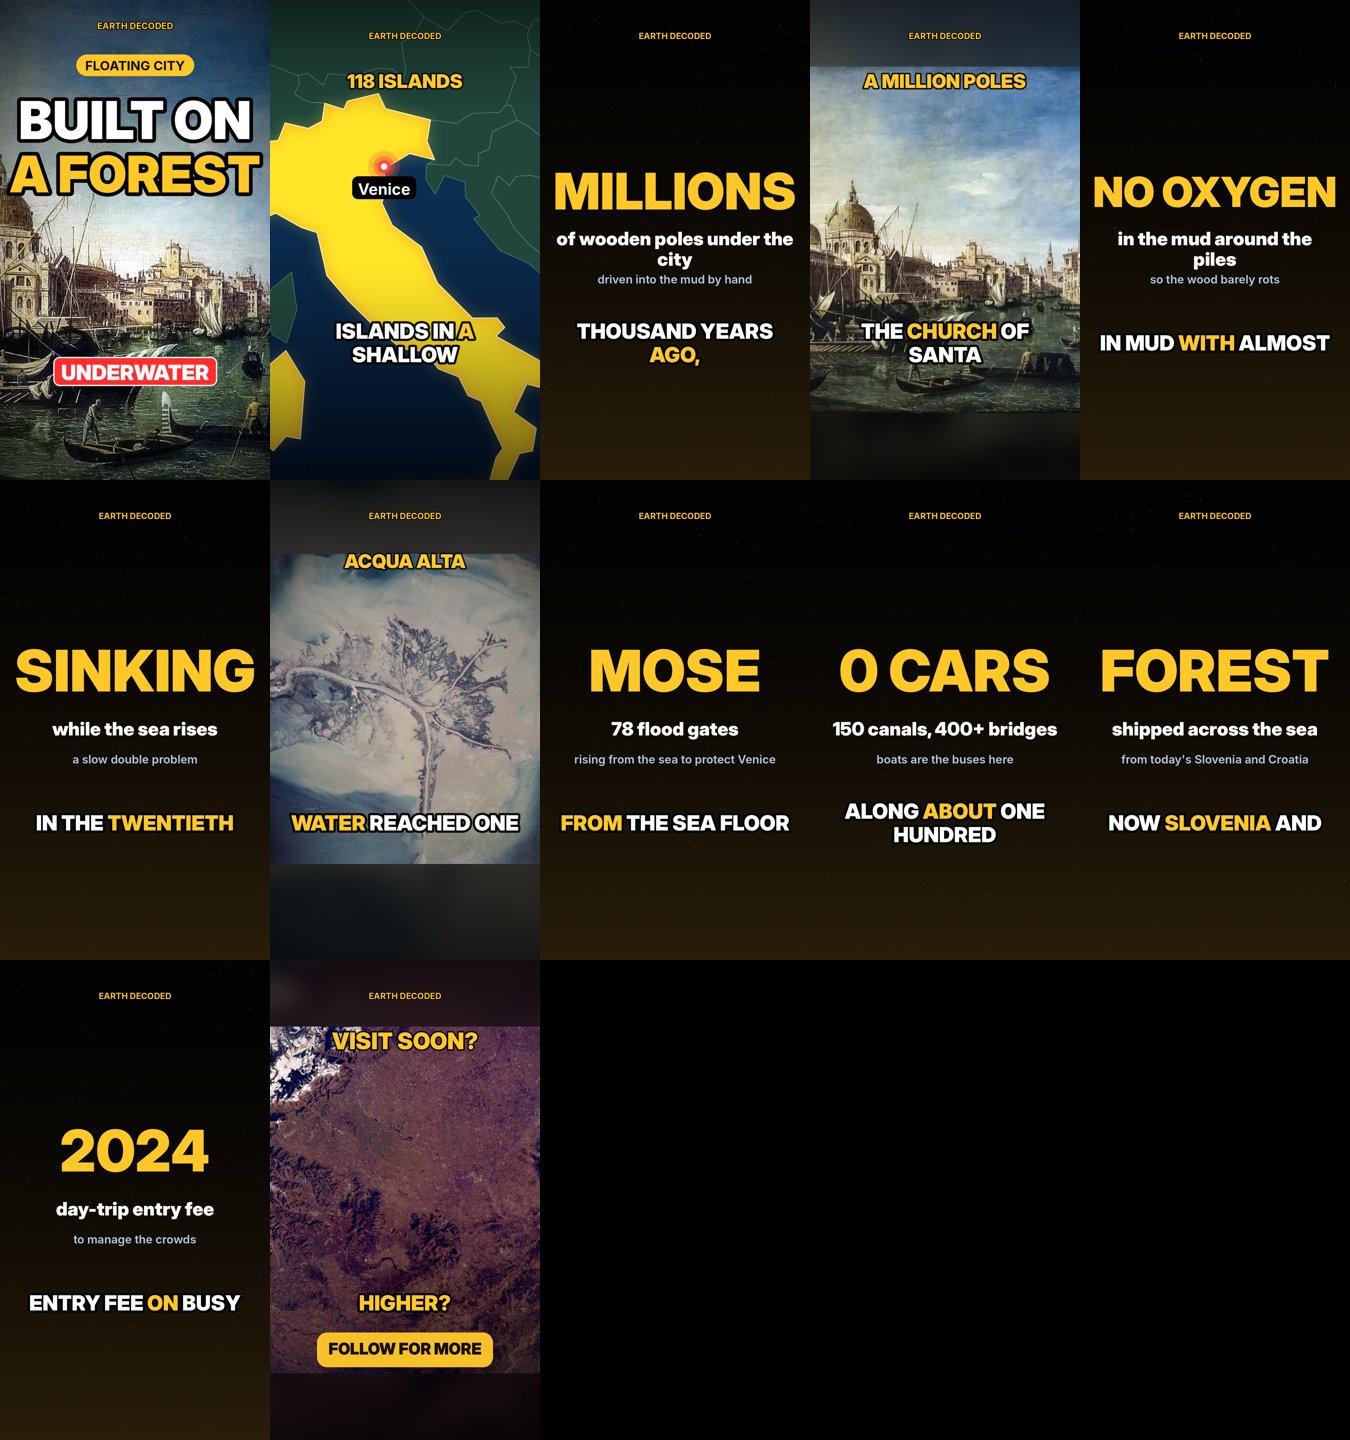 EARTH DECODED
FLOATING CITY
BUILT ON
A FOREST
UNDERWATER
EARTH DECODED
118 ISLANDS
Venice
ISLANDS IN A
SHALLOW
EARTH DECODED
MILLIONS
of wooden poles under the
city
driven into the mud by hand
THOUSAND YEARS
AGO,
EARTH DECODED
A MILLION POLES
THE CHURCH OF
SANTA
EARTH DECODED
NO OXYGEN
in the mud around the
piles
so the wood barely rots
IN MUD WITH ALMOST
EARTH DECODED
SINKING
while the sea rises
a slow double problem
IN THE TWENTIETH
EARTH DECODED
ACQUA ALTA
WATER REACHED ONE
EARTH DECODED
MOSE
78 flood gates
rising from the sea to protect Venice
FROM THE SEA FLOOR
EARTH DECODED
0 CARS
150 canals, 400+ bridges
boats are the buses here
ALONG ABOUT ONE
HUNDRED
EARTH DECODED
FOREST
shipped across the sea
from today's Slovenia and Croatia
NOW SLOVENIA AND
EARTH DECODED
2024
day-trip entry fee
to manage the crowds
ENTRY FEE ON BUSY
EARTH DECODED
VISIT SOON?
HIGHER?
FOLLOW FOR MORE